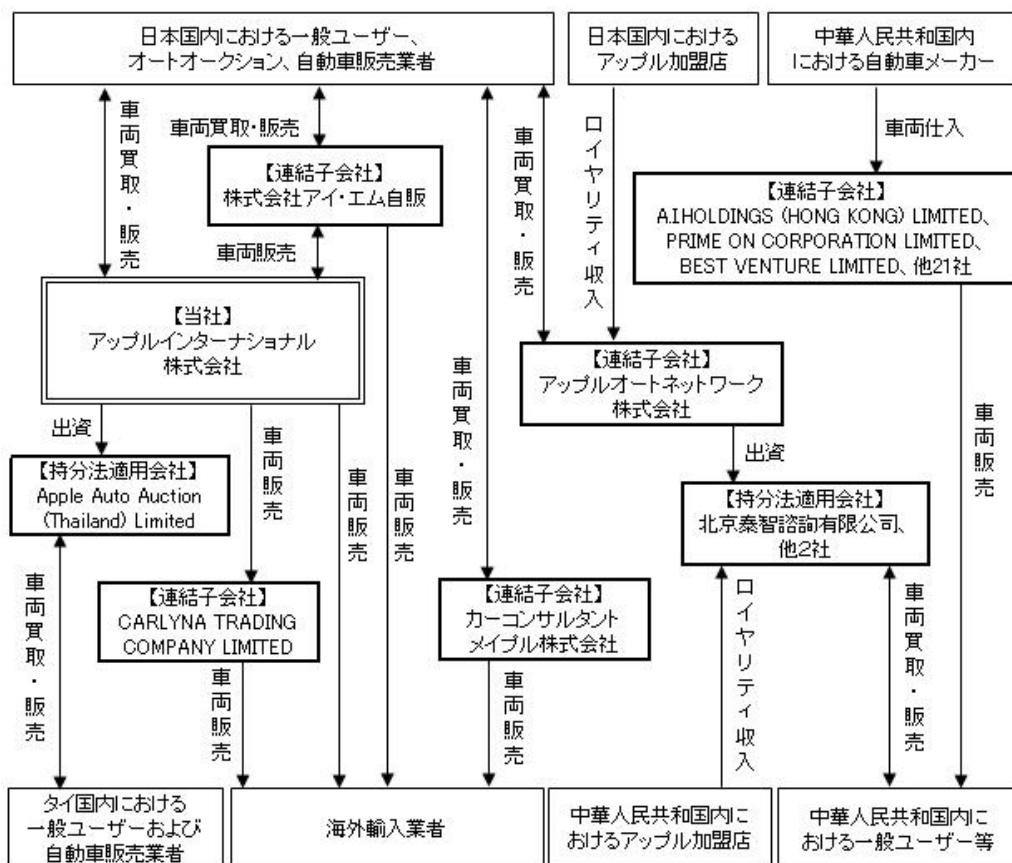 日本国内における一般ユーザー、
オートオークション、自動車販売業者
日本国内における
アップル加盟店
中華人民共和国内
における自動車メーカー
車両買取・販売
車両買取・販売
車両買取・販売
車両買取・販売
ロイヤリティ収入
車両仕入
【連結子会社】
株式会社アイ・エム自販
【連結子会社】
A.I.HOLDINGS (HONG KONG) LIMITED、
PRIME ON CORPORATION LIMITED、
BEST VENTURE LIMITED、他21社
車両販売
【当社】
アップルインターナショナル
株式会社
【連結子会社】
アップルオートネットワーク
株式会社
出資
車両販売
車両販売
車両販売
出資
車両販売
【持分法適用会社】
Apple Auto Auction
(Thailand) Limited
【持分法適用会社】
北京泰智諮詢有限公司、
他2社
【連結子会社】
CARLYNA TRADING
COMPANY LIMITED
【連結子会社】
カーコンサルタント
メイプル株式会社
車両買取・販売
車両販売
車両販売
ロイヤリティ収入
車両買取・販売
タイ国内における
一般ユーザーおよび
自動車販売業者
海外輸入業者
中華人民共和国内に
おけるアップル加盟店
中華人民共和国内に
おける一般ユーザー等